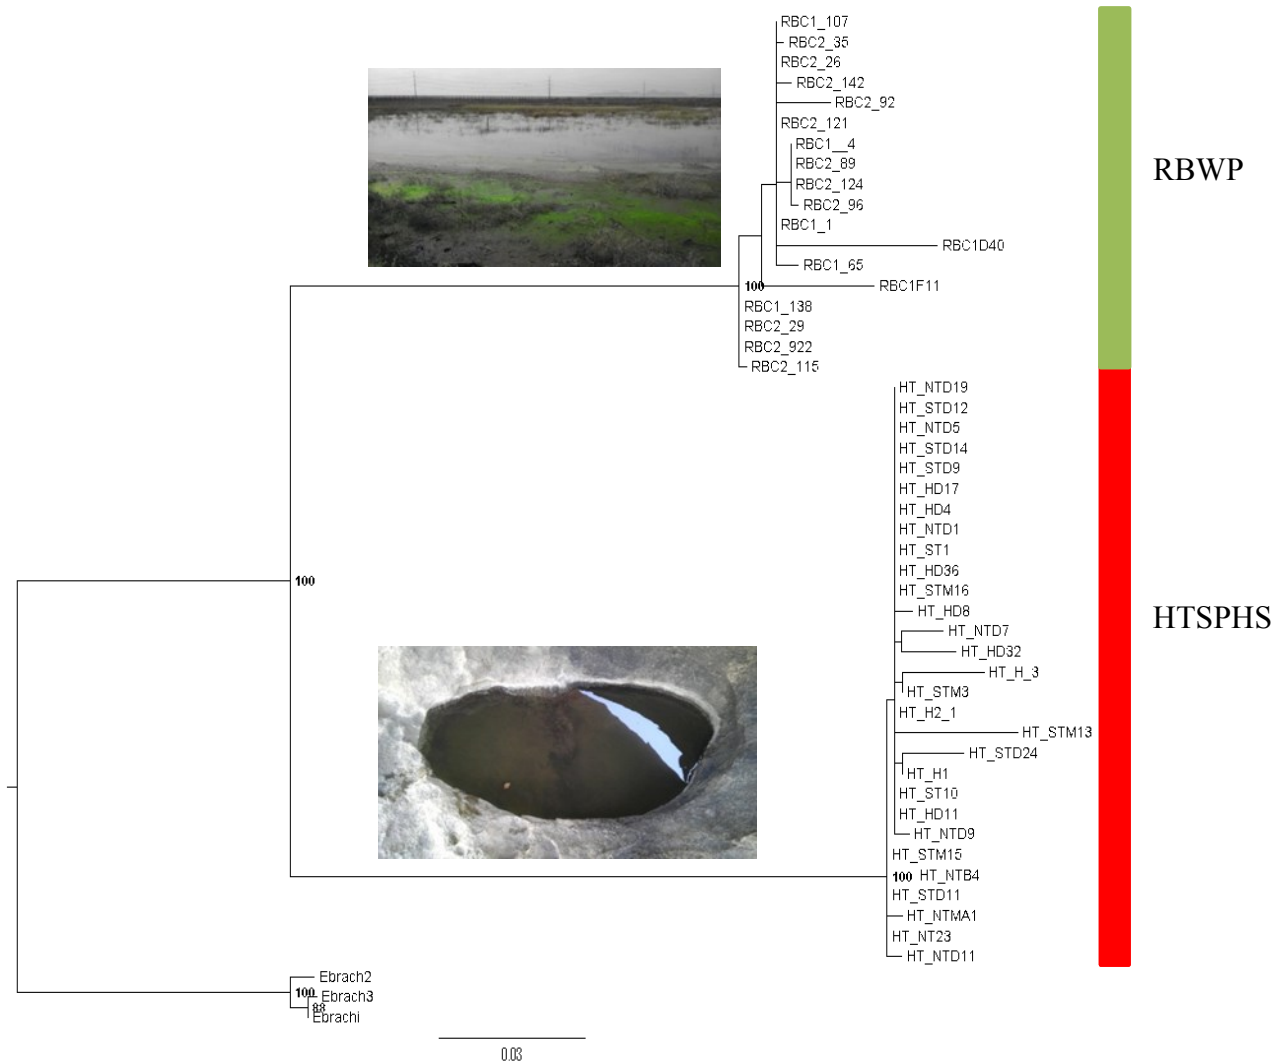 RBC1_107
RBC2_35
RBC2_26
RBC2_142
RBC2_92
RBC2_121
RBC1__4
RBC2_89
RBC2_124
RBC2_96
RBC1_1
RBC1D40
RBC1_65
100
RBC1F11
RBC1_138
RBC2_29
RBC2_922
RBC2_115
RBWP
HT_NTD19
HT_STD12
HT_NTD5
HT_STD14
HT_STD9
HT_HD17
HT_HD4
HT_NTD1
HT_ST1
HT_HD36
100
HT_STM16
HT_HD8
HTSPHS
HT_NTD7
HT_HD32
HT_H_3
HT_STM3
HT_H2_1
HT_STM13
HT_STD24
HT_H1
HT_ST10
HT_HD11
HT_NTD9
HT_STM15
100 HT_NTB4
HT_STD11
HT_NTMA1
HT_NT23
HT_NTD11
Ebrach2
100 Ebrach3
88
Ebrachi
0.03